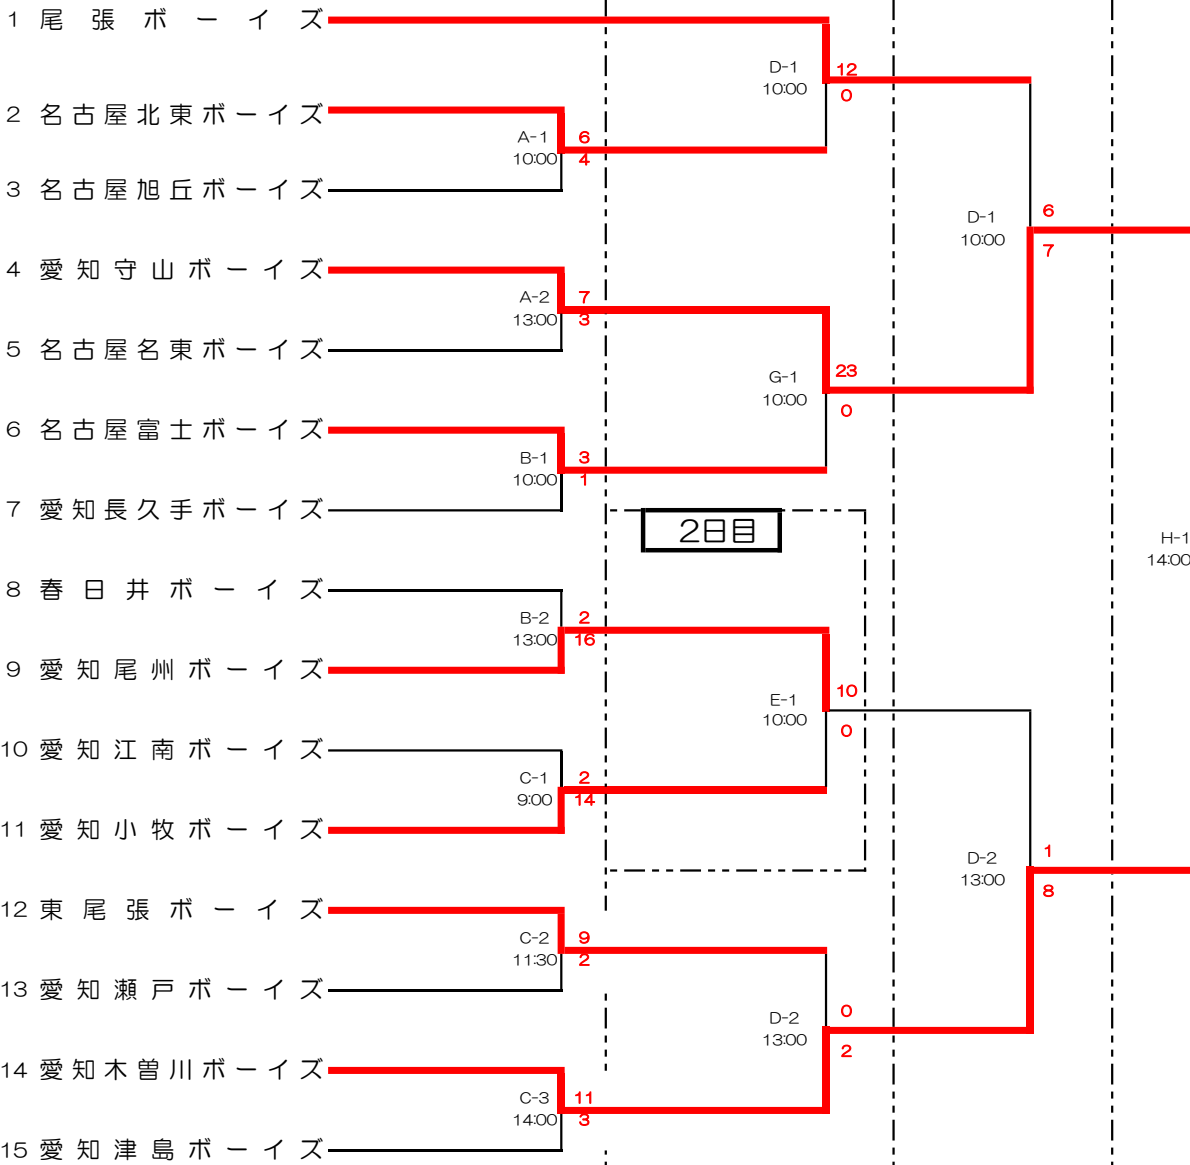 1 尾張ボーイズ
D-1
10:00
12
0
2 名古屋北東ボーイズ
A-1
10:00
6
4
3 名古屋旭丘ボーイズ
D-1
10:00
6
7
4 愛知守山ボーイズ
A-2
13:00
7
3
5 名古屋名東ボーイズ
G-1
10:00
23
0
6 名古屋富士ボーイズ
B-1
10:00
3
1
7 愛知長久手ボーイズ
2日目
H-1
14:00
8 春日井ボーイズ
B-2
13:00
2
16
9 愛知尾州ボーイズ
E-1
10:00
10
0
10 愛知江南ボーイズ
C-1
9:00
2
14
11 愛知小牧ボーイズ
D-2
13:00
1
8
12 東尾張ボーイズ
C-2
11:30
9
2
13 愛知瀬戸ボーイズ
D-2
13:00
0
2
14 愛知木曽川ボーイズ
C-3
14:00
11
3
15 愛知津島ボーイズ